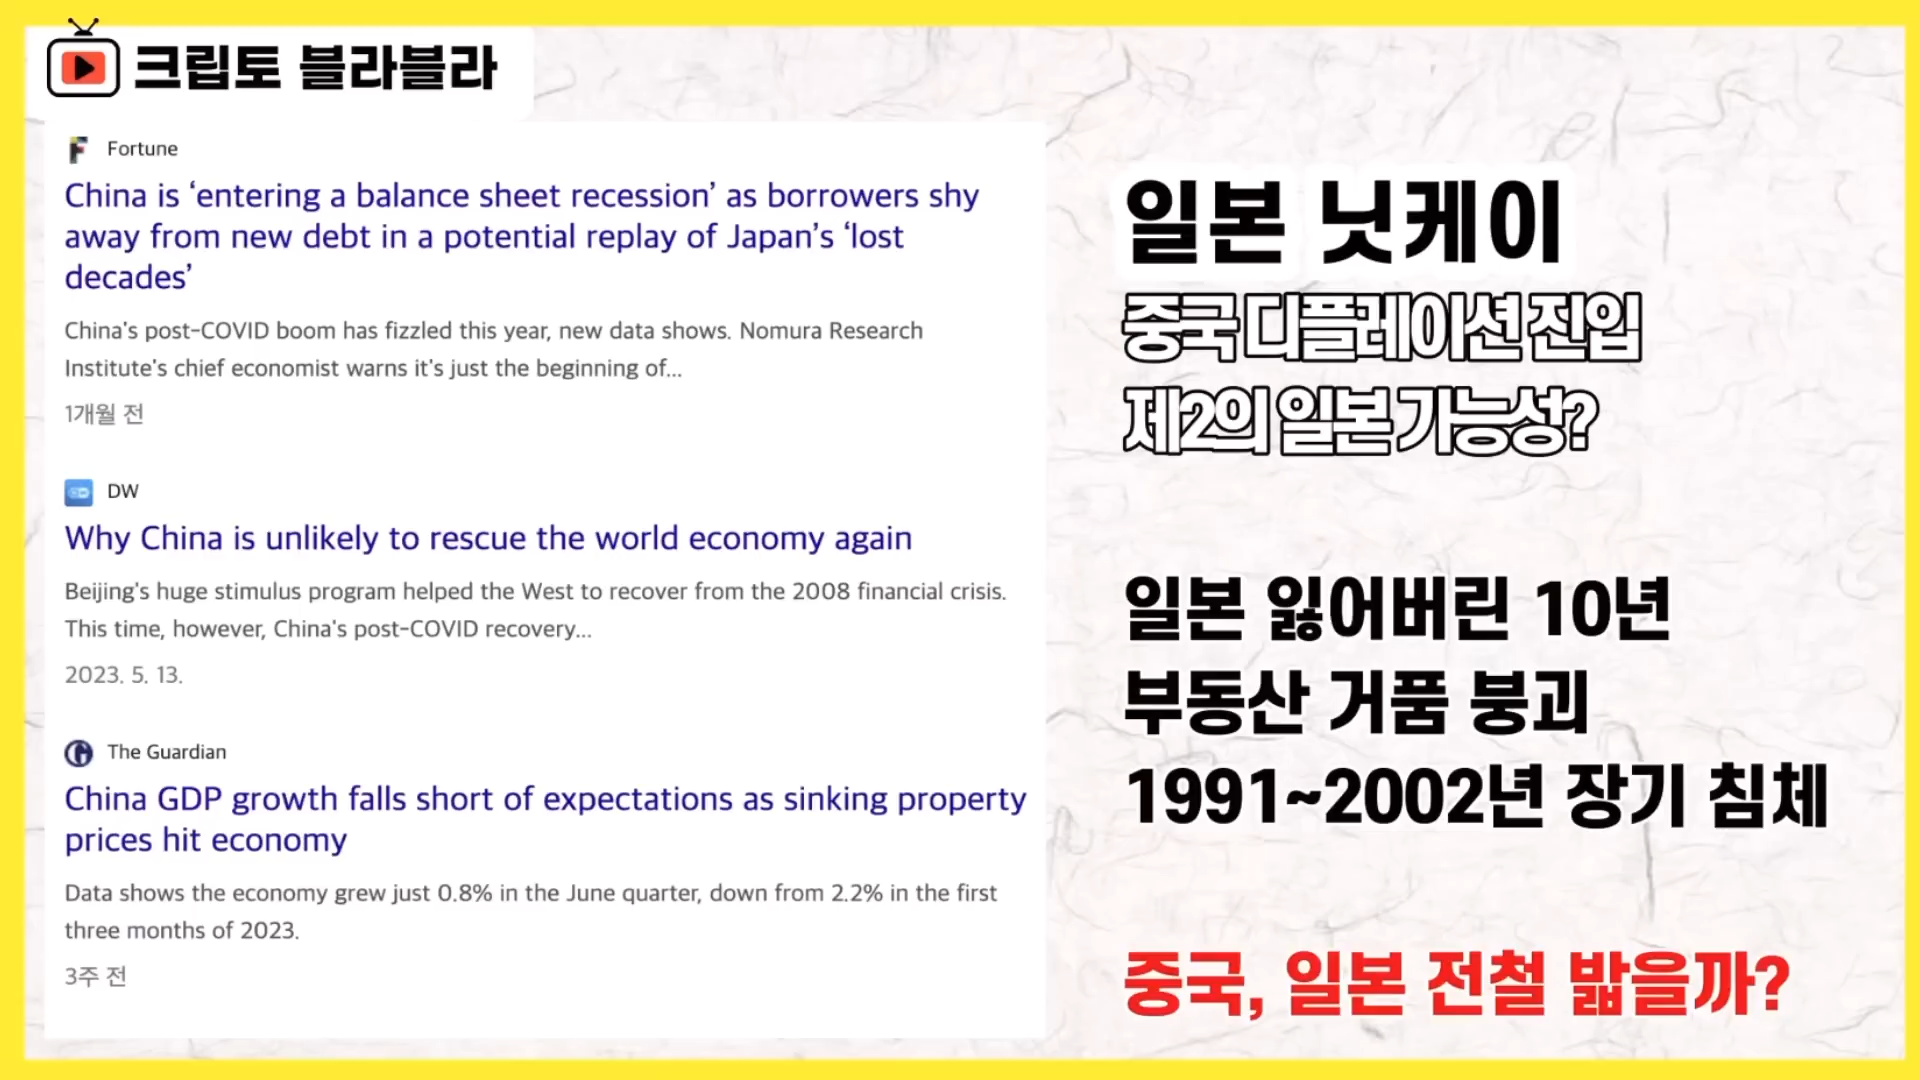 크립토 블라블라
Fortune
China is ‘entering a balance sheet recession’ as borrowers shy
away from new debt in a potential replay of Japan’s ‘lost
decades’
China's post-COVID boom has fizzled this year, new data shows. Nomura Research
Institute's chief economist warns it's just the beginning of...
1개월 전
DW
Why China is unlikely to rescue the world economy again
Beijing's huge stimulus program helped the West to recover from the 2008 financial crisis.
This time, however, China's post-COVID recovery...
2023. 5. 13.
The Guardian
China GDP growth falls short of expectations as sinking property
prices hit economy
Data shows the economy grew just 0.8% in the June quarter, down from 2.2% in the first
three months of 2023.
3주 전
일본 닛케이
중국 디플레이션 진입
제2의 일본 가능성?
일본 잃어버린 10년
부동산 거품 붕괴
1991~2002년 장기 침체
중국, 일본 전철 밟을까?